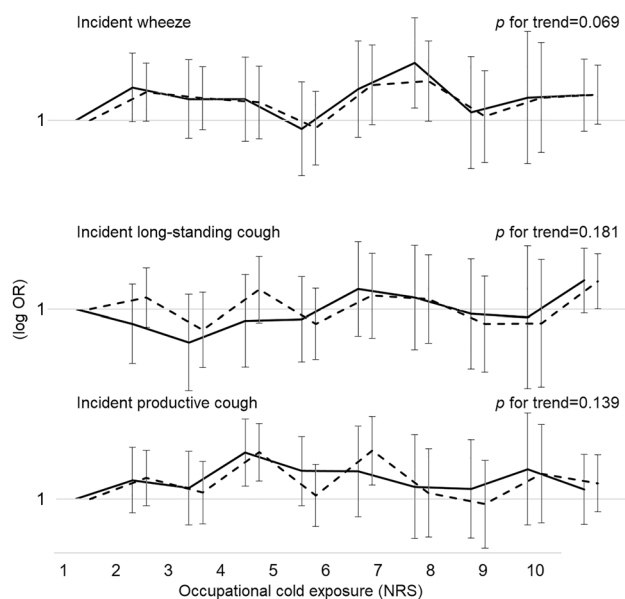 Incident wheeze
p for trend=0.069
1
Incident long-standing cough
p for trend=0.181
1
(log OR)
Incident productive cough
p for trend=0.139
1
1 2 3 4 5 6 7 8 9 10
Occupational cold exposure (NRS)